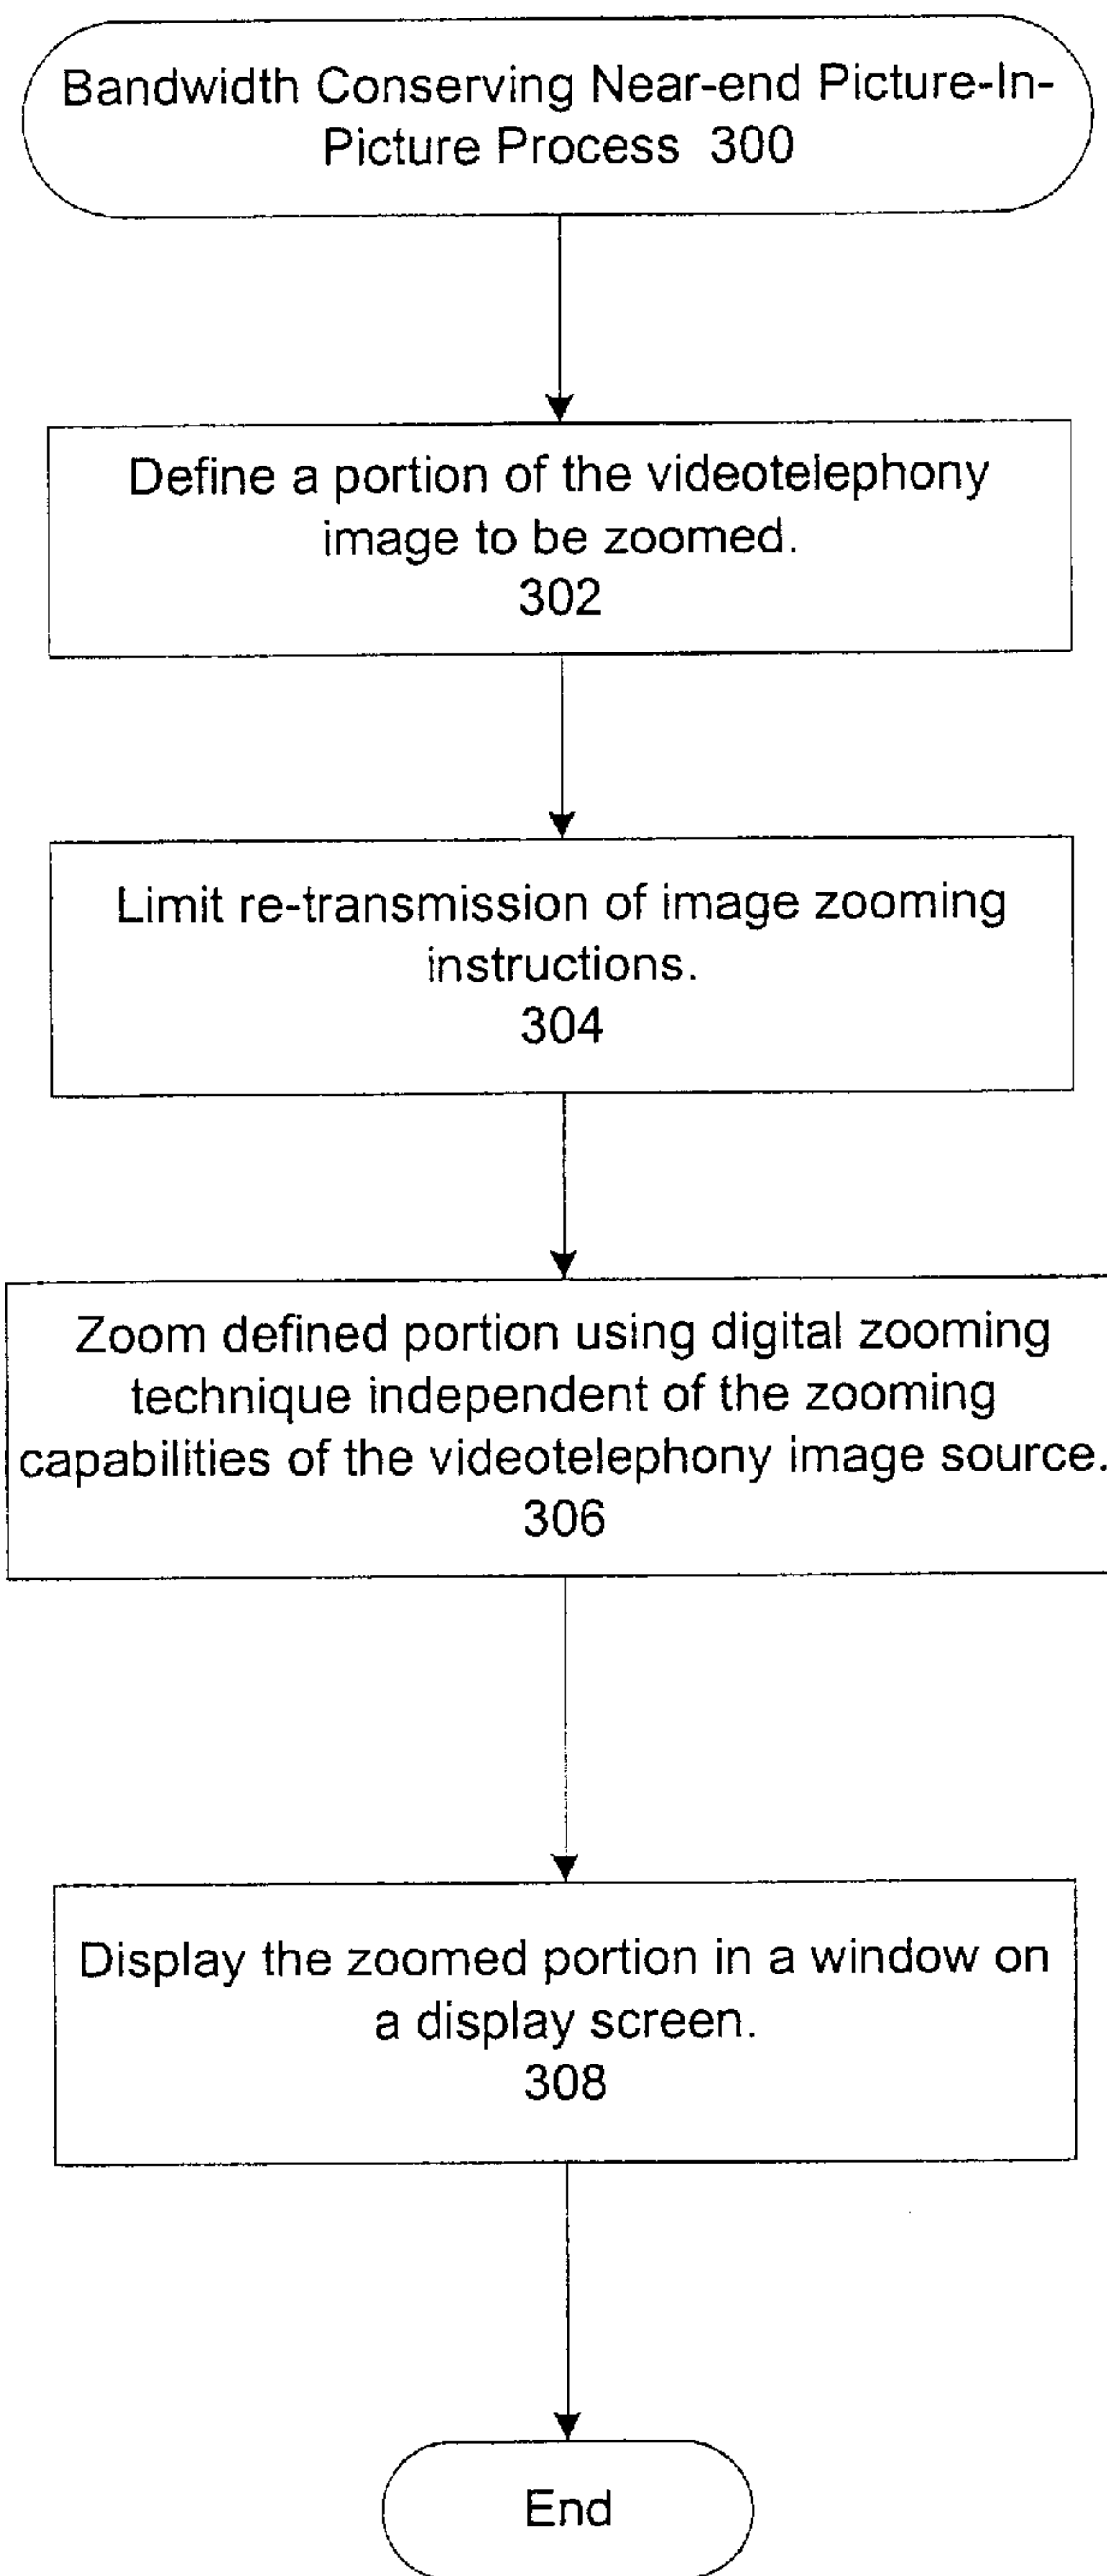 Bandwidth Conserving Near-end Picture-In-
Picture Process 300
Define a portion of the videotelephony
image to be zoomed.
302
Limit re-transmission of image zooming
instructions.
304
Zoom defined portion using digital zooming
technique independent of the zooming
capabilities of the videotelephony image source.
306
Display the zoomed portion in a window on
a display screen.
308
End